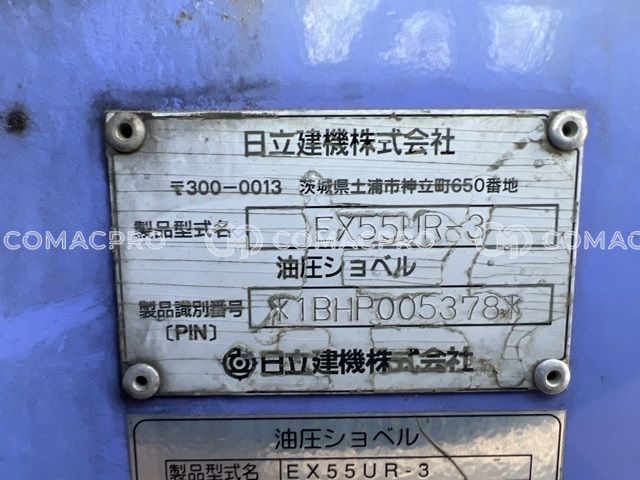 日立建機株式会社
〒300-0013 茨城県土浦市神立町650番地
製品型式名 EX55UR-3
COMACPRO COMACPRO COMACPRO
油圧ショベル
製品識別番号 *1BHP005378*
〔PIN〕
日立建機株式会社
油圧ショベル
製品型式名 EX55UR-3